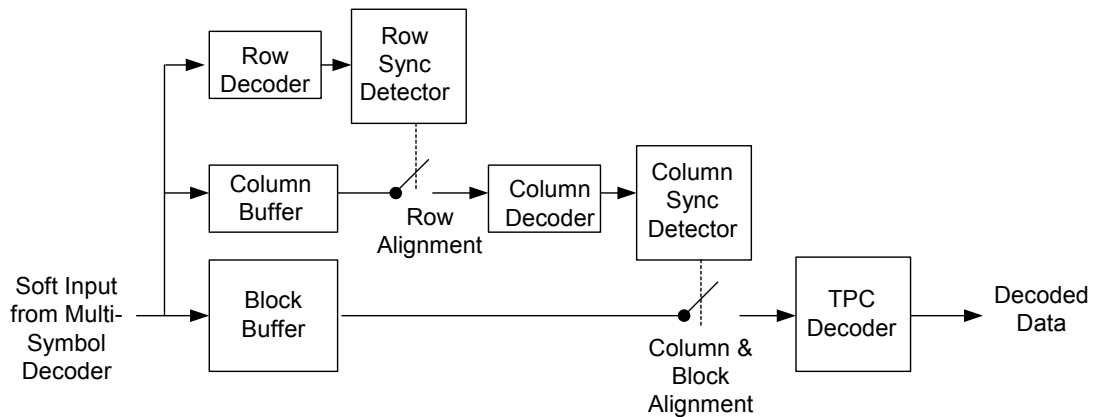 Row
Decoder
Row
Sync
Detector
Column
Buffer
Row
Alignment
Column
Decoder
Column
Sync
Detector
Soft Input
from Multi-
Symbol
Decoder
Block
Buffer
Column &
Block
Alignment
TPC
Decoder
Decoded
Data